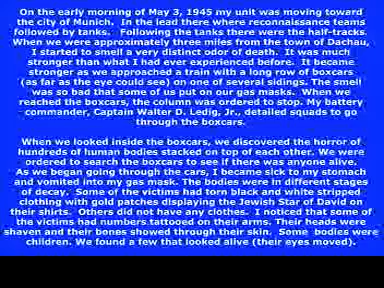 On the early morning of May 3, 1945 my unit was moving toward
the city of Munich.  In the lead there where reconnaissance teams
followed by tanks.  Following the tanks there were the half-tracks.
When we were approximately three miles from the town of Dachau,
I started to smell a very distinct odor of death.  It was much
stronger than what I had ever experienced before.  It became
stronger as we approached a train with a long row of boxcars
(as far as the eye could see) on one of several sidings. The smell
was so bad that some of us put on our gas masks.  When we
reached the boxcars, the column was ordered to stop. My battery
commander, Captain Walter D. Ledig, Jr., detailed squads to go
through the boxcars.
When we looked inside the boxcars, we discovered the horror of
hundreds of human bodies stacked on top of each other. We were
ordered to search the boxcars to see if there was anyone alive.
As we began going through the cars, I became sick to my stomach
and vomited into my gas mask. The bodies were in different stages
of decay.  Some of the victims had torn black and white stripped
clothing with gold patches displaying the Jewish Star of David on
their shirts.  Others did not have any clothes.  I noticed that some of
the victims had numbers tattooed on their arms. Their heads were
shaven and their bones showed through their skin.  Some  bodies were
children. We found a few that looked alive (their eyes moved).